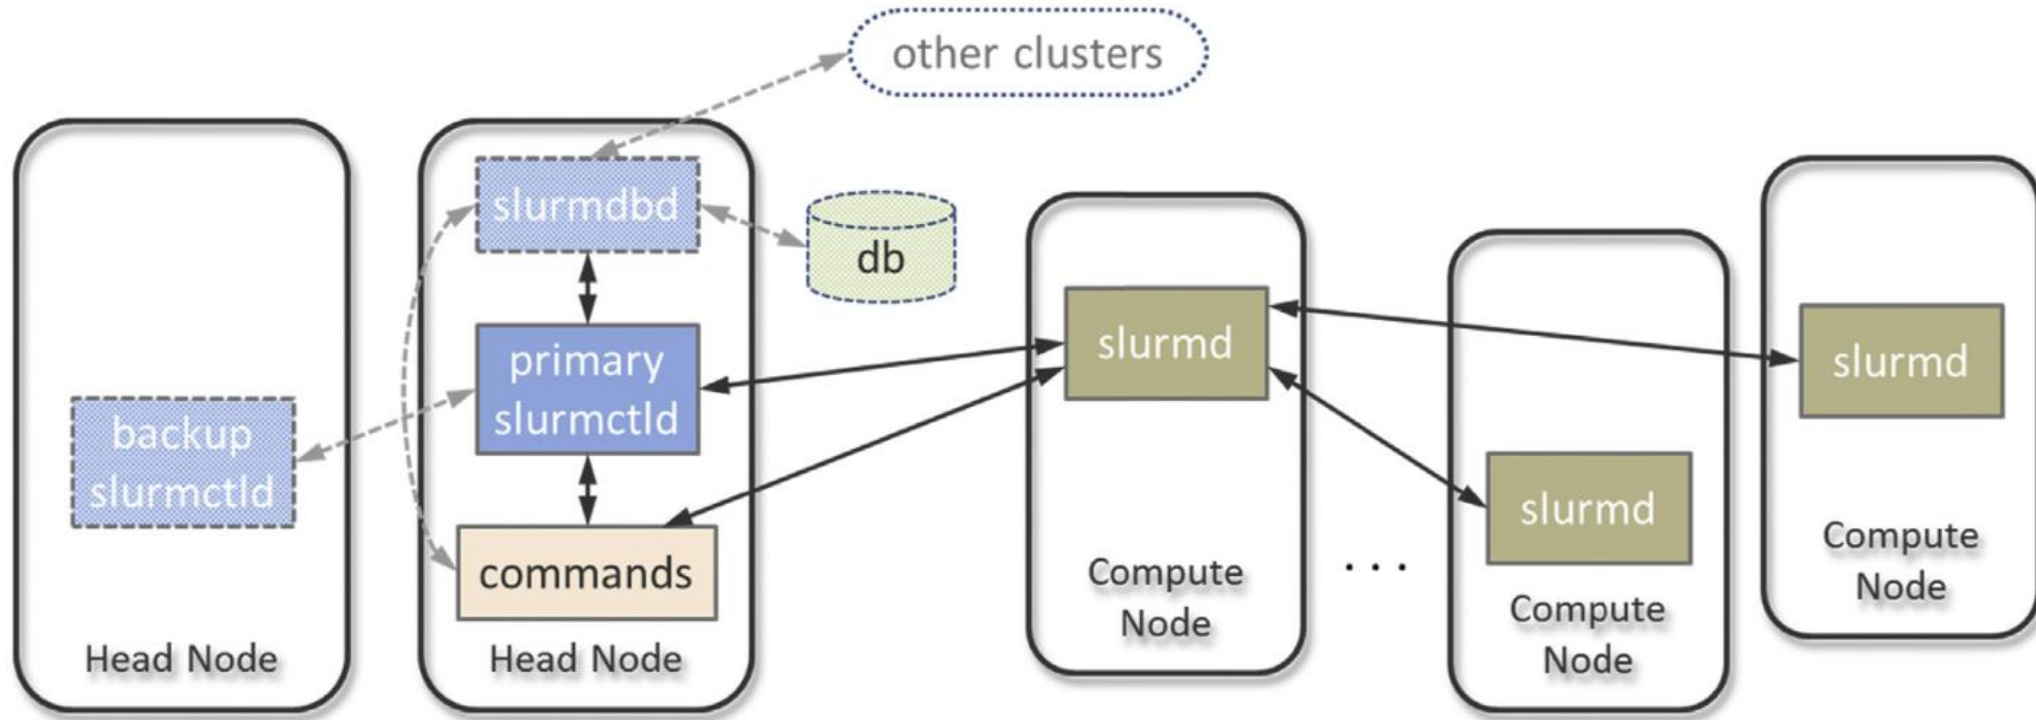 other clusters
slurmdbd
db
primary
slurmctld
backup
slurmctld
commands
Head Node
Head Node
slurmd
Compute
Node
. . .
slurmd
Compute
Node
slurmd
Compute
Node